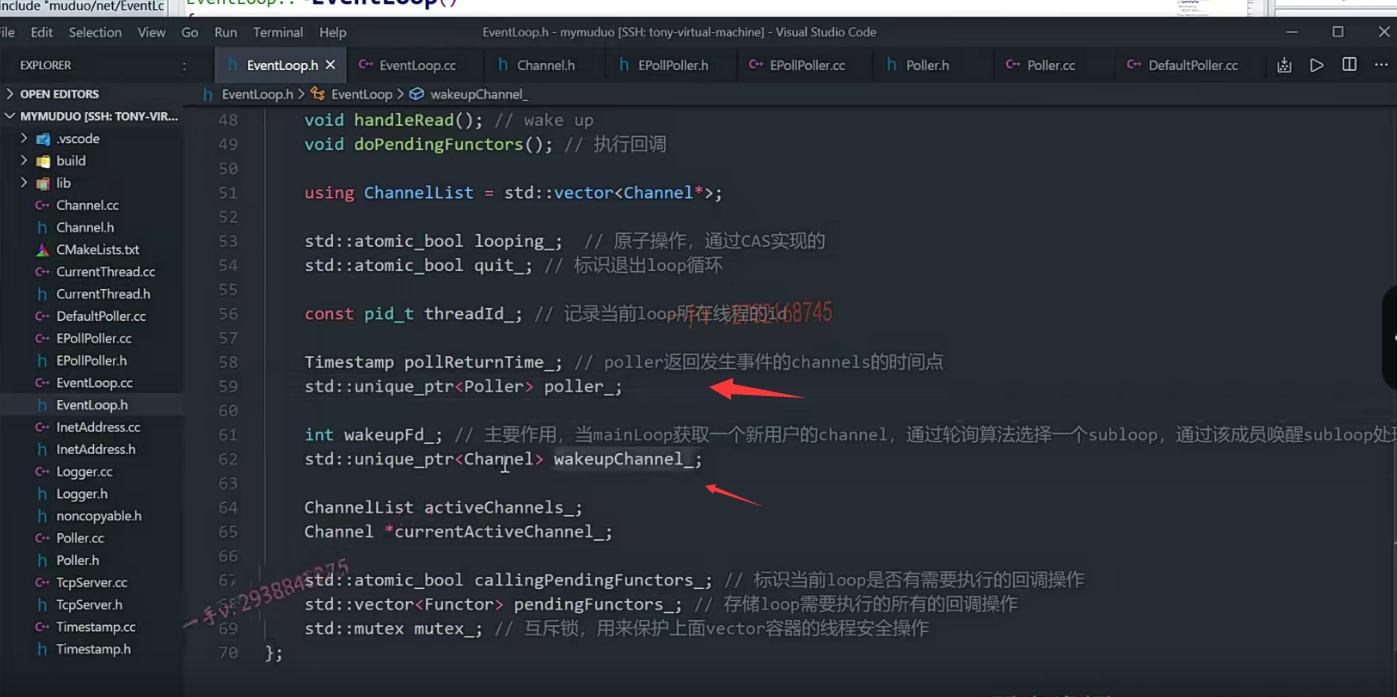 include "muduo/net/EventLc
EventLoop::~EventLoop()
File Edit Selection View Go Run Terminal Help
EventLoop.h - mymuduo [SSH: tony-virtual-machine] - Visual Studio Code
EXPLORER
EventLoop.h
EventLoop.cc
Channel.h
EPollPoller.h
EPollPoller.cc
Poller.h
Poller.cc
DefaultPoller.cc
OPEN EDITORS
MYMUDUO [SSH: TONY-VIR...
.vscode
build
lib
Channel.cc
Channel.h
CMakeLists.txt
CurrentThread.cc
CurrentThread.h
DefaultPoller.cc
EPollPoller.cc
EPollPoller.h
EventLoop.cc
EventLoop.h
InetAddress.cc
InetAddress.h
Logger.cc
Logger.h
noncopyable.h
Poller.cc
Poller.h
TcpServer.cc
TcpServer.h
Timestamp.cc
Timestamp.h
EventLoop.h > EventLoop > wakeupChannel_
48 void handleRead(); // wake up
49 void doPendingFunctors(); // 执行回调
50
51 using ChannelList = std::vector<Channel*>;
52
53 std::atomic_bool looping_; // 原子操作，通过CAS实现的
54 std::atomic_bool quit_; // 标识退出loop循环
55
56 const pid_t threadId_; // 记录当前loop所在线程的id
57
58 Timestamp pollReturnTime_; // poller返回发生事件的channels的时间点
59 std::unique_ptr<Poller> poller_;
60
61 int wakeupFd_; // 主要作用，当mainLoop获取一个新用户的channel，通过轮询算法选择一个subloop，通过该成员唤醒subloop处理
62 std::unique_ptr<Channel> wakeupChannel_;
63
64 ChannelList activeChannels_;
65 Channel *currentActiveChannel_;
66
67 std::atomic_bool callingPendingFunctors_; // 标识当前loop是否有需要执行的回调操作
68 std::vector<Functor> pendingFunctors_; // 存储loop需要执行的所有的回调操作
69 std::mutex mutex_; // 互斥锁，用来保护上面vector容器的线程安全操作
70 };